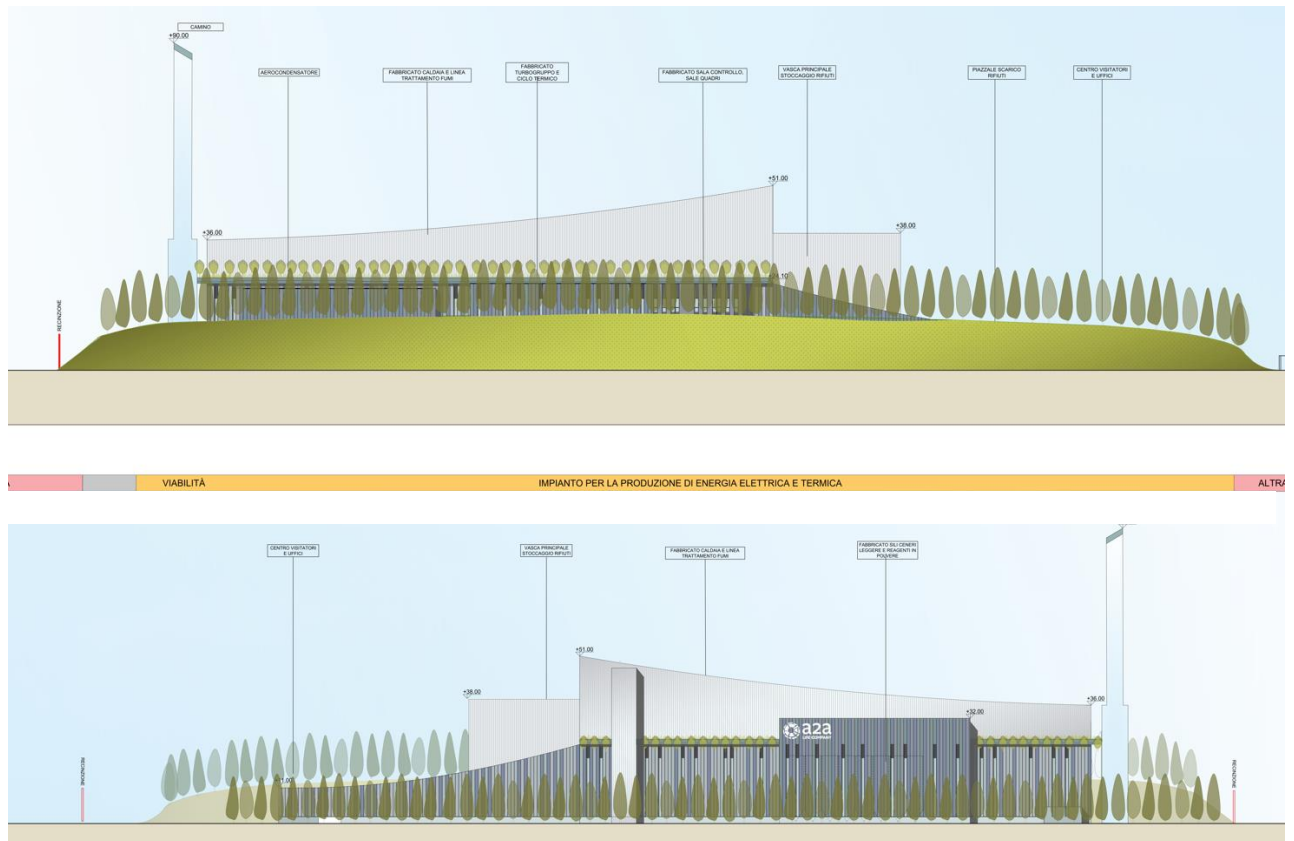 CAMINO
+90.00
AEROCONDENSATORE
FABBRICATO CALDAIA E LINEA
TRATTAMENTO FUMI
FABBRICATO
TURBOGRUPPO E
CICLO TERMICO
FABBRICATO SALA CONTROLLO,
SALE QUADRI
VASCA PRINCIPALE
STOCCAGGIO RIFIUTI
PIAZZALE SCARICO
RIFIUTI
CENTRO VISITATORI
E UFFICI
+51.00
+36.00
+38.00
RECINZIONE
VIABILITÀ
IMPIANTO PER LA PRODUZIONE DI ENERGIA ELETTRICA E TERMICA
ALTRA
CENTRO VISITATORI
E UFFICI
VASCA PRINCIPALE
STOCCAGGIO RIFIUTI
FABBRICATO CALDAIA E LINEA
TRATTAMENTO FUMI
FABBRICATO SILI CENERI
LEGGERE E REAGENTI IN
POLVERE
+51.00
+38.00
+36.00
+32.00
a2a
LIFE COMPANY
RECINZIONE
RECINZIONE